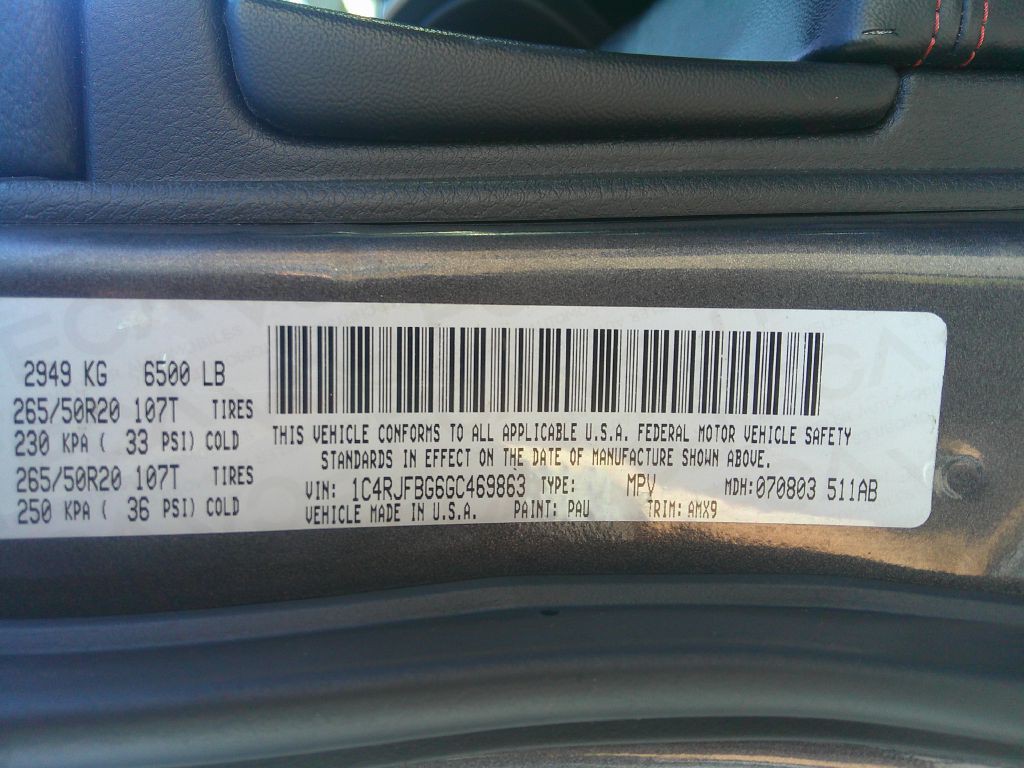 2949 KG 6500 LB
265/50R20 107T TIRES
230 KPA ( 33 PSI) COLD
265/50R20 107T TIRES
250 KPA ( 36 PSI) COLD
THIS VEHICLE CONFORMS TO ALL APPLICABLE U.S.A. FEDERAL MOTOR VEHICLE SAFETY
STANDARDS IN EFFECT ON THE DATE OF MANUFACTURE SHOWN ABOVE.
VIN: 1C4RJFBG6GC469863 TYPE: MPV MDH: 070803 511AB
VEHICLE MADE IN U.S.A. PAINT: PAU TRIM: AMX9